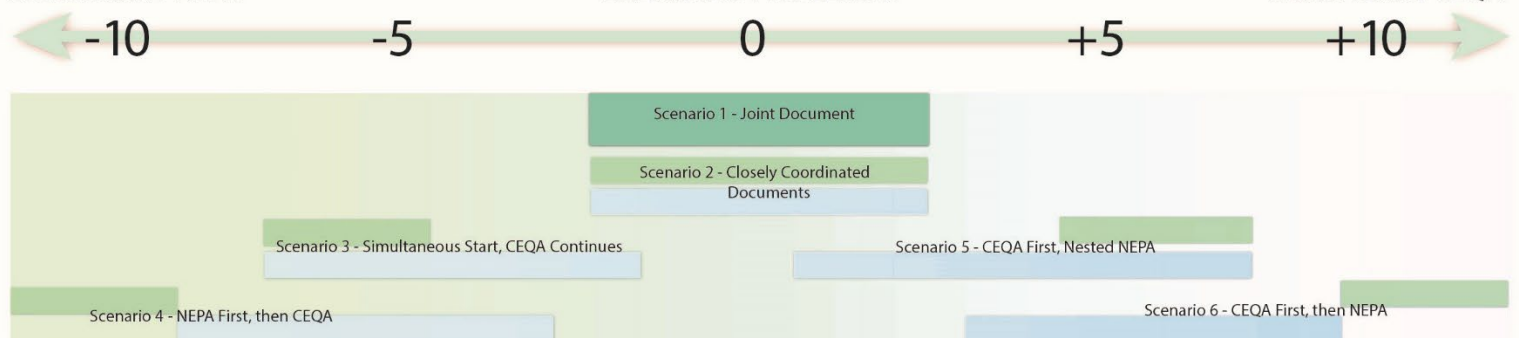 -10 -5 0 +5 +10
Scenario 1 - Joint Document
Scenario 2 - Closely Coordinated
Documents
Scenario 3 - Simultaneous Start, CEQA Continues
Scenario 5 - CEQA First, Nested NEPA
Scenario 4 - NEPA First, then CEQA
Scenario 6 - CEQA First, then NEPA